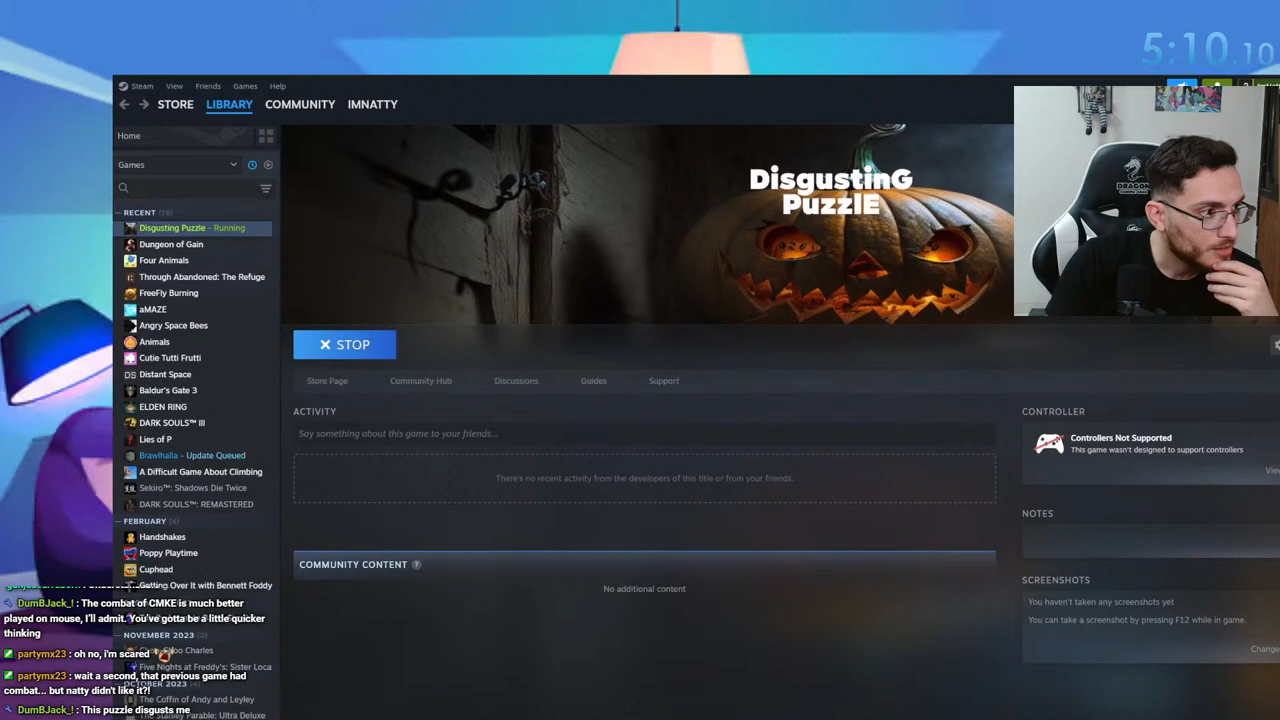 5:10.10
Steam View Friends Games Help
STORE LIBRARY COMMUNITY IMNATTY
Home
Games
RECENT (18)
Disgusting Puzzle - Running
Dungeon of Gain
Four Animals
Through Abandoned: The Refuge
FreeFly Burning
aMAZE
Angry Space Bees
Animals
Cutie Tutti Frutti
DS Distant Space
Baldur's Gate 3
ELDEN RING
DARK SOULS™ III
Lies of P
Brawlhalla - Update Queued
A Difficult Game About Climbing
Sekiro™: Shadows Die Twice
DARK SOULS™: REMASTERED
FEBRUARY (4)
Handshakes
Poppy Playtime
Cuphead
Getting Over It with Bennett Foddy
NOVEMBER 2023 (3)
Choo-Choo Charles
Five Nights at Freddy's: Sister Loca
OCTOBER 2023
The Coffin of Andy and Leyley
The Stanley Parable: Ultra Deluxe
DumBJack_! : The combat of CMKE is much better
played on mouse, I'll admit. You've gotta be a little quicker
thinking
partymx23 : oh no, i'm scared
partymx23 : wait a second, that previous game had
combat... but natty didn't like it?!
DumBJack_! : This puzzle disgusts me
DisgustinG
PuzzlE
DRAGON
STOP
Store Page Community Hub Discussions Guides Support
ACTIVITY
Say something about this game to your friends...
There's no recent activity from the developers of this title or from your friends.
COMMUNITY CONTENT ?
No additional content
CONTROLLER
Controllers Not Supported
This game wasn't designed to support controllers
NOTES
SCREENSHOTS
You haven't taken any screenshots yet
You can take a screenshot by pressing F12 while in game.